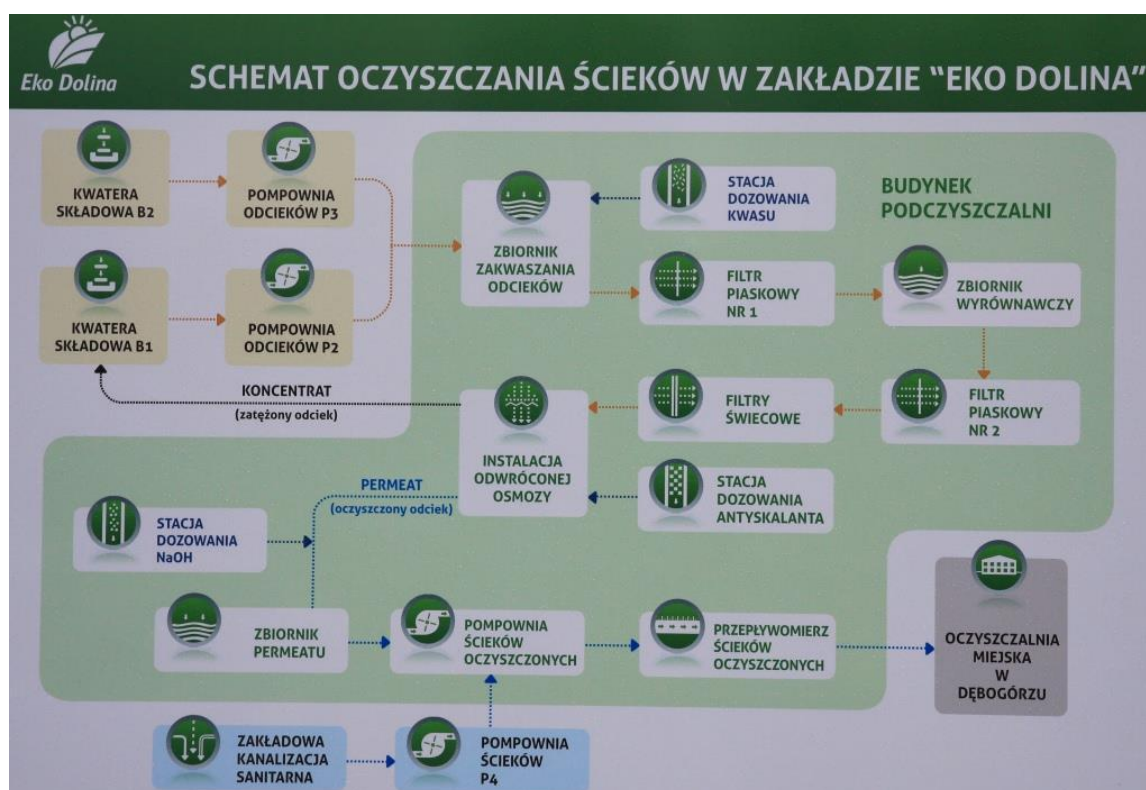 Eko Dolina
SCHEMAT OCZYSZCZANIA ŚCIEKÓW W ZAKŁADZIE "EKO DOLINA"
KWATERA
SKŁADOWA B2
POMPOWNIA
ODCIEKÓW P3
ZBIORNIK
ZAKWASZANIA
ODCIEKÓW
STACJA
DOZOWANIA
KWASU
BUDYNEK
PODCZYSZCZALNI
KWATERA
SKŁADOWA B1
POMPOWNIA
ODCIEKÓW P2
FILTR
PIASKOWY
NR 1
ZBIORNIK
WYRÓWNAWCZY
KONCENTRAT
(zatężony odciek)
INSTALACJA
ODWRÓCONEJ
OSMOZY
FILTRY
ŚWIECOWE
FILTR
PIASKOWY
NR 2
PERMEAT
(oczyszczony odciek)
STACJA
DOZOWANIA
ANTYSKALANTA
STACJA
DOZOWANIA
NaOH
ZBIORNIK
PERMEATU
POMPOWNIA
ŚCIEKÓW
OCZYSZCZONYCH
PRZEPŁYWOMIERZ
ŚCIEKÓW
OCZYSZCZONYCH
OCZYSZCZALNIA
MIEJSKA
W
DĘBOGÓRZU
ZAKŁADOWA
KANALIZACJA
SANITARNA
POMPOWNIA
ŚCIEKÓW
P4